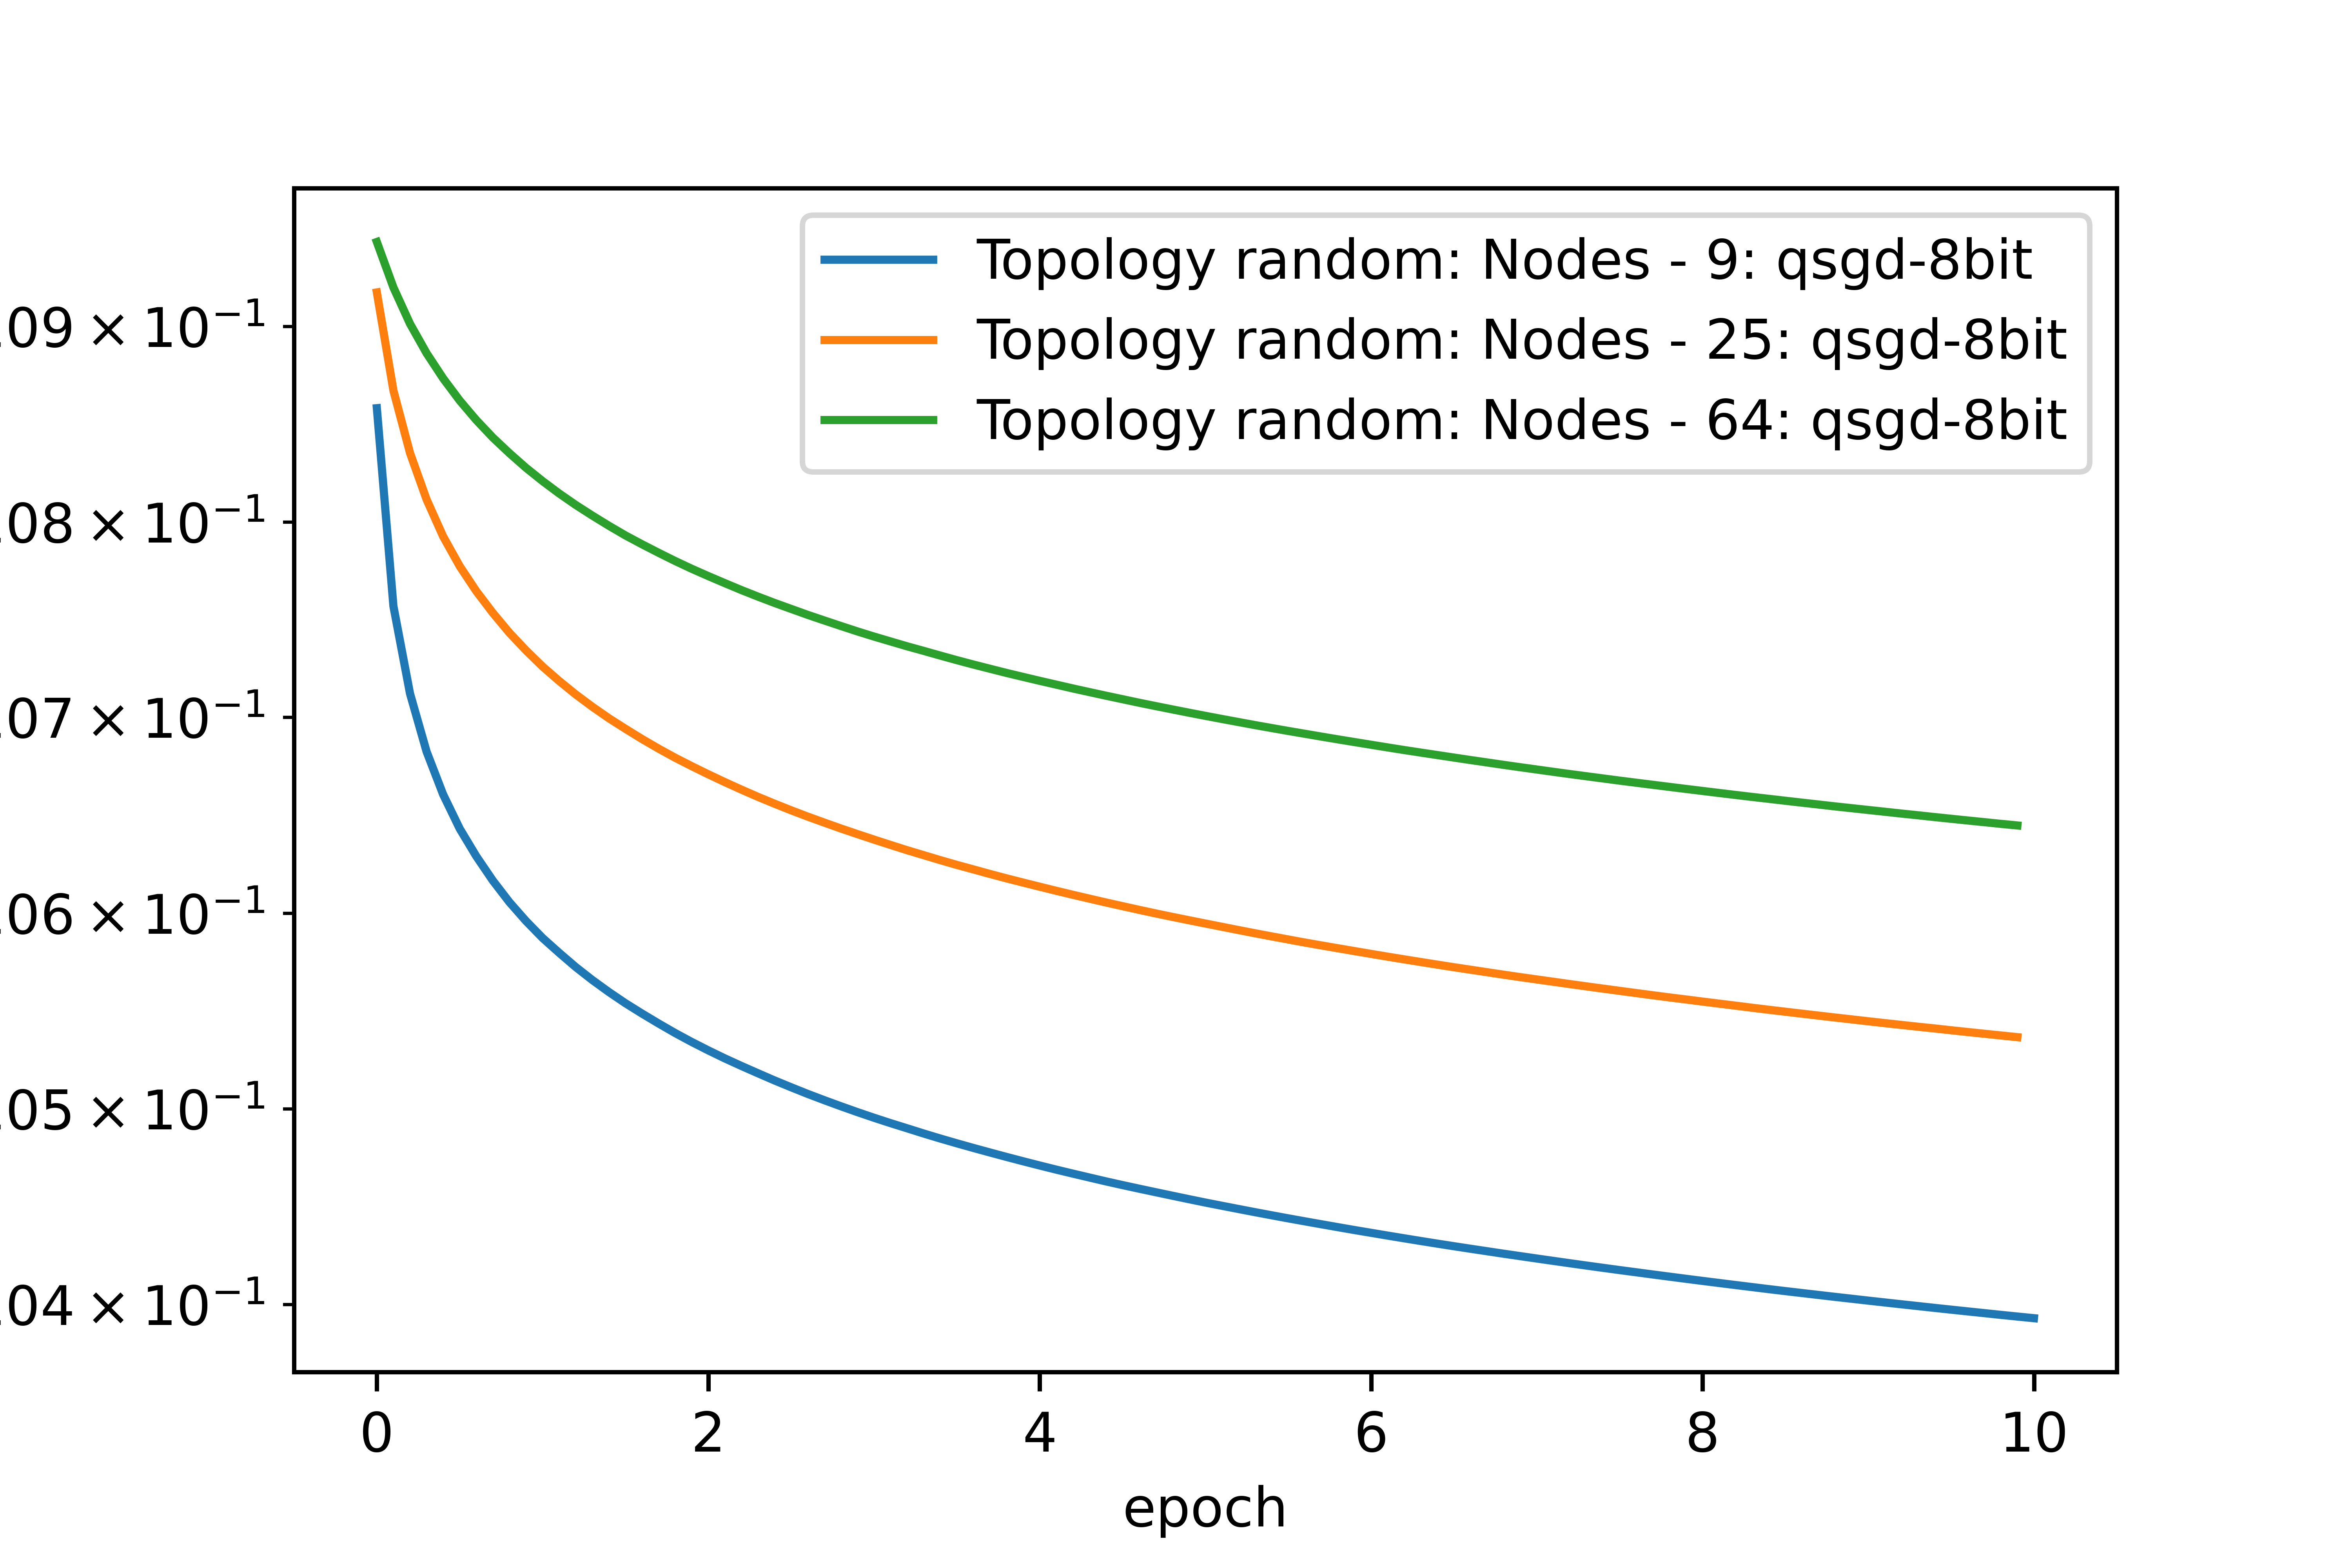 Topology random: Nodes - 9: qsgd-8bit
Topology random: Nodes - 25: qsgd-8bit
Topology random: Nodes - 64: qsgd-8bit
09 × 10⁻¹
08 × 10⁻¹
07 × 10⁻¹
06 × 10⁻¹
05 × 10⁻¹
04 × 10⁻¹
0 2 4 6 8 10
epoch